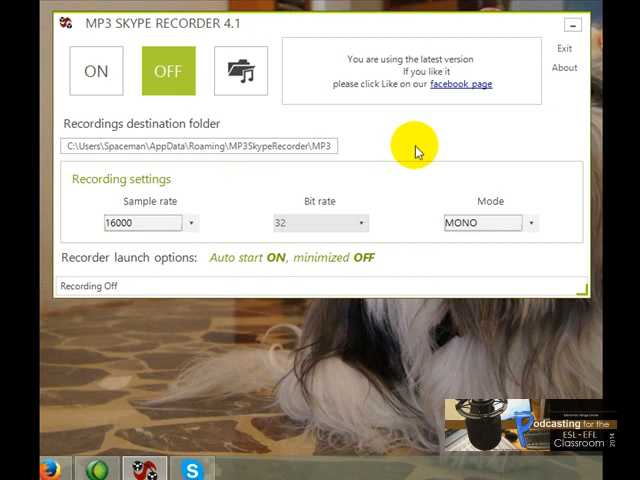 MP3 SKYPE RECORDER 4.1
ON
OFF
You are using the latest version
If you like it
please click Like on our facebook page
Exit
About
Recordings destination folder
C:\Users\Spaceman\AppData\Roaming\MP3SkypeRecorder\MP3
Recording settings
Sample rate
Bit rate
Mode
16000
32
MONO
Recorder launch options: Auto start ON, minimized OFF
Recording Off
Podcasting for the
ESL-EFL
Classroom
2014